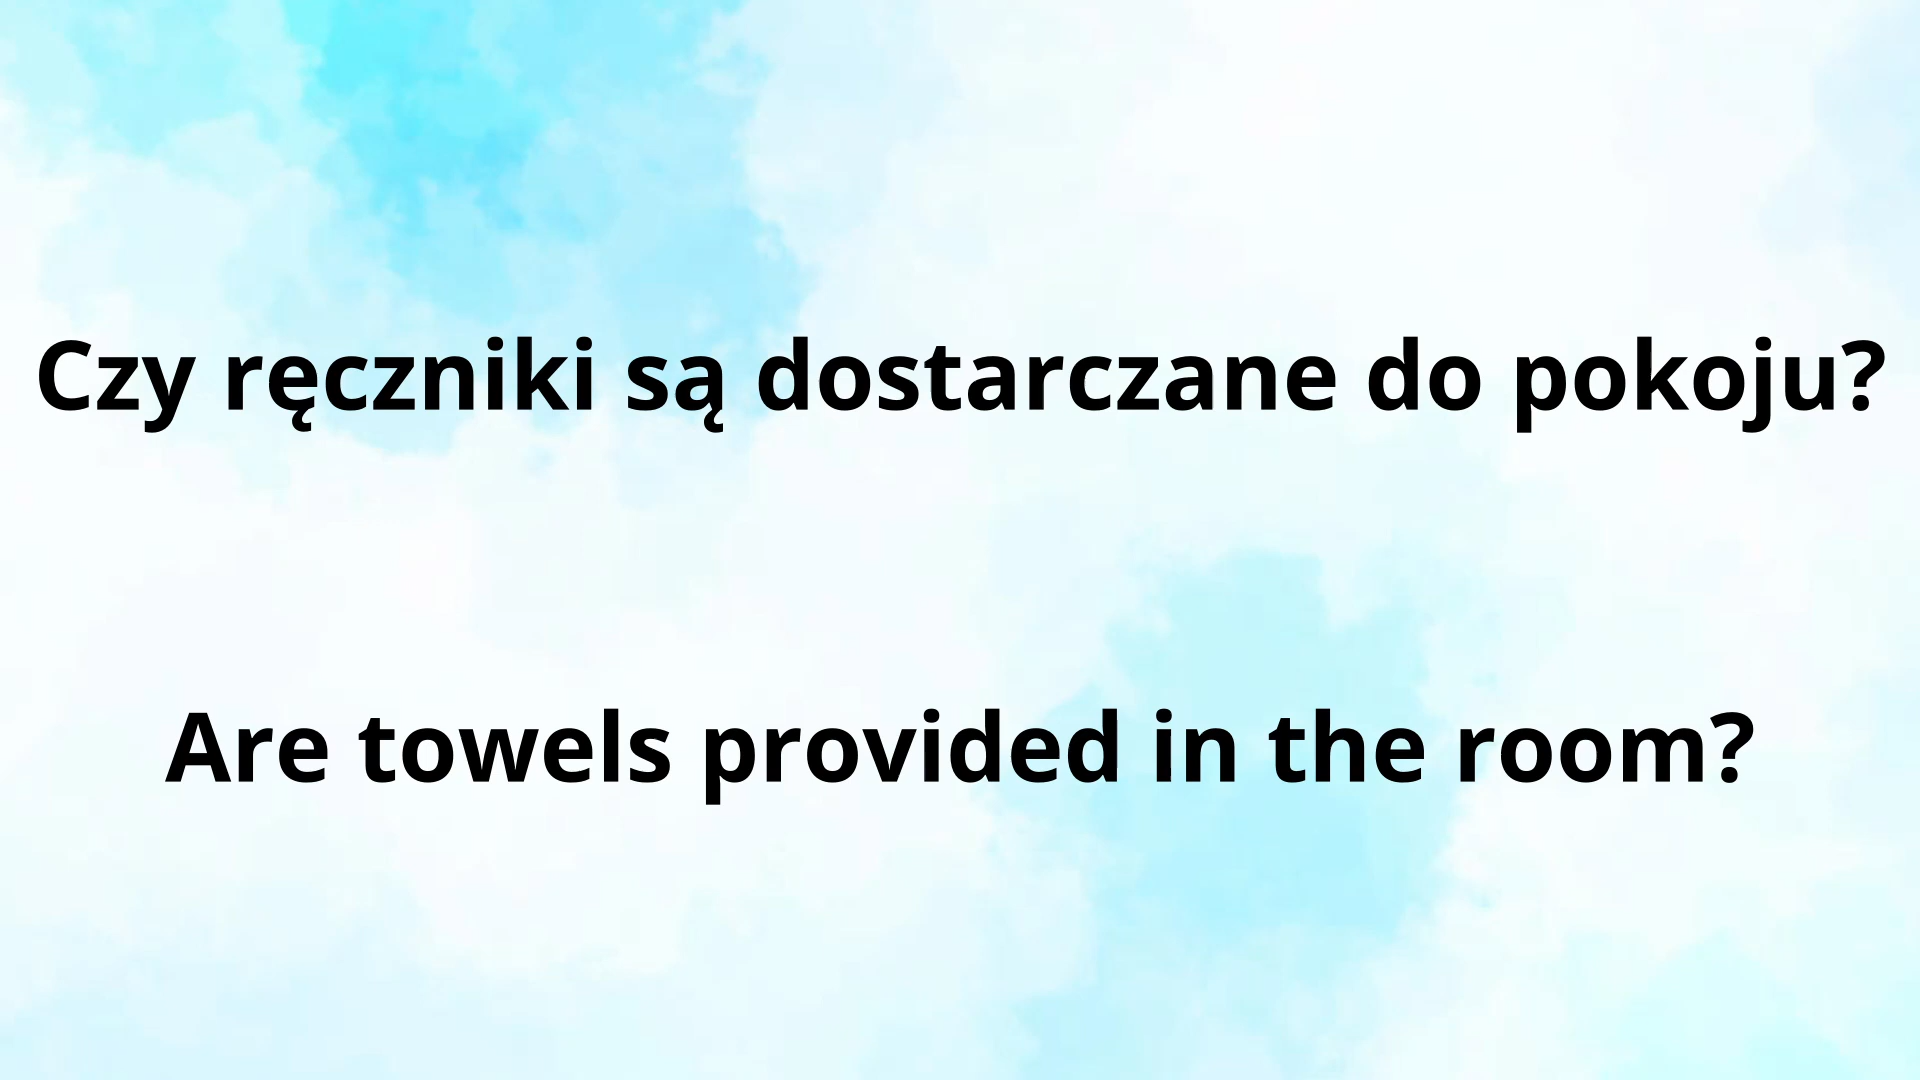 Czy ręczniki są dostarczane do pokoju?
Are towels provided in the room?